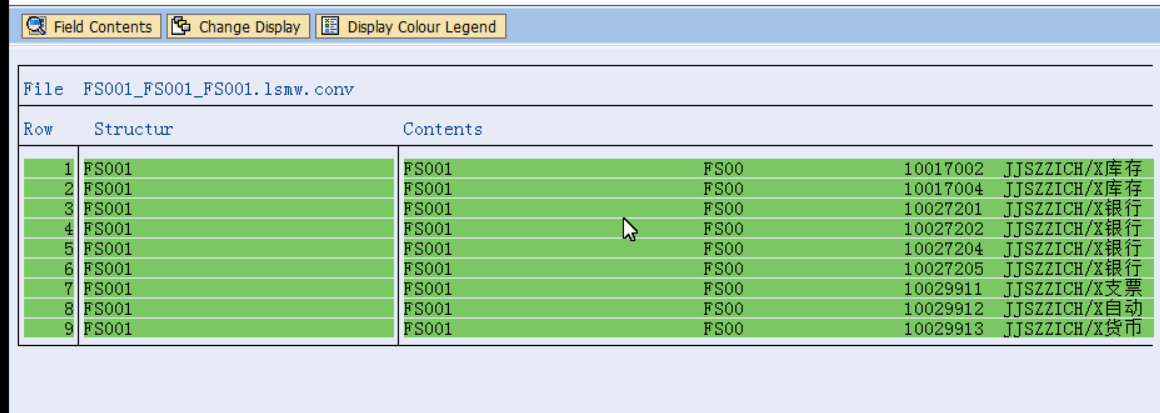 Field Contents Change Display Display Colour Legend
File FS001_FS001_FS001.lsmw.conv
Row Structur Contents
1 FS001 FS001 FS00 10017002 JJSZZICH/X库存
2 FS001 FS001 FS00 10017004 JJSZZICH/X库存
3 FS001 FS001 FS00 10027201 JJSZZICH/X银行
4 FS001 FS001 FS00 10027202 JJSZZICH/X银行
5 FS001 FS001 FS00 10027204 JJSZZICH/X银行
6 FS001 FS001 FS00 10027205 JJSZZICH/X银行
7 FS001 FS001 FS00 10029911 JJSZZICH/X支票
8 FS001 FS001 FS00 10029912 JJSZZICH/X自动
9 FS001 FS001 FS00 10029913 JJSZZICH/X货币